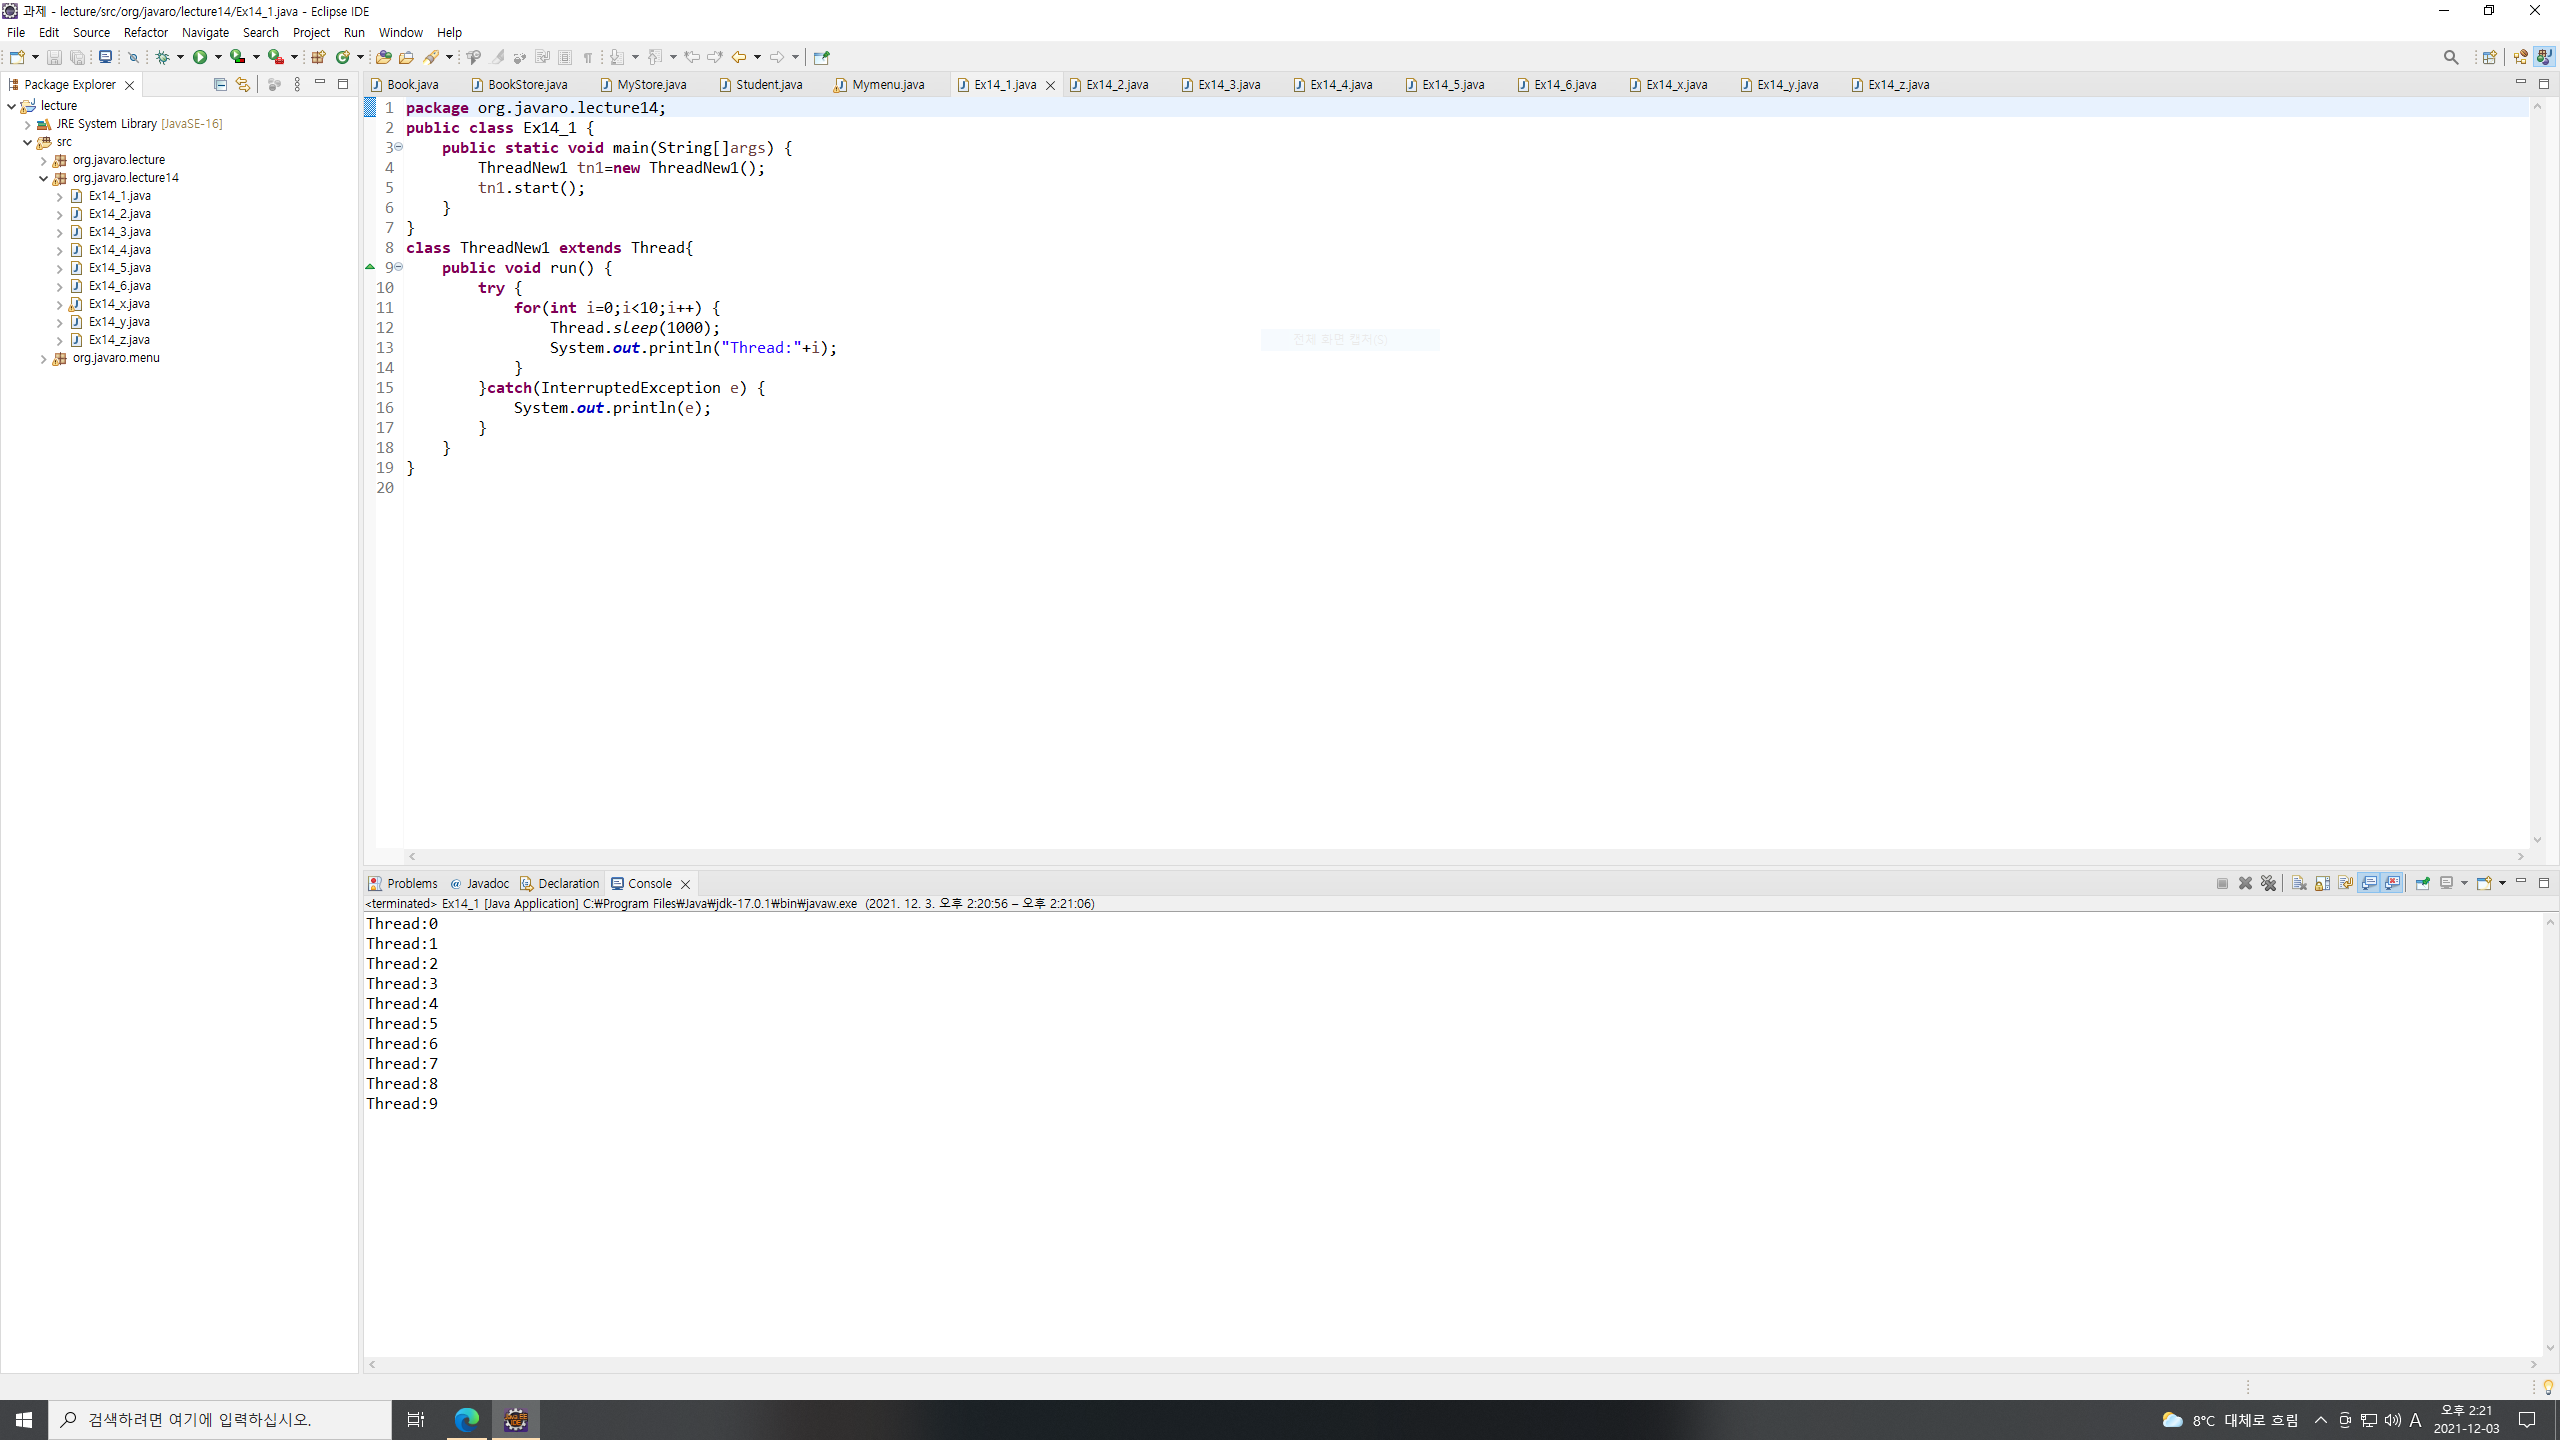 과제 - lecture/src/org/javaro/lecture14/Ex14_1.java - Eclipse IDE
File Edit Source Refactor Navigate Search Project Run Window Help
Package Explorer
lecture
JRE System Library [JavaSE-16]
src
org.javaro.lecture
org.javaro.lecture14
Ex14_1.java
Ex14_2.java
Ex14_3.java
Ex14_4.java
Ex14_5.java
Ex14_6.java
Ex14_x.java
Ex14_y.java
Ex14_z.java
org.javaro.menu
Book.java BookStore.java MyStore.java Student.java Mymenu.java Ex14_1.java Ex14_2.java Ex14_3.java Ex14_4.java Ex14_5.java Ex14_6.java Ex14_x.java Ex14_y.java Ex14_z.java
1 package org.javaro.lecture14;
2 public class Ex14_1 {
3 public static void main(String[]args) {
4 ThreadNew1 tn1=new ThreadNew1();
5 tn1.start();
6 }
7 }
8 class ThreadNew1 extends Thread{
9 public void run() {
10 try {
11 for(int i=0;i<10;i++) {
12 Thread.sleep(1000);
13 System.out.println("Thread:"+i);
14 }
15 }catch(InterruptedException e) {
16 System.out.println(e);
17 }
18 }
19 }
20
전체 화면 캡처(S)
Problems Javadoc Declaration Console
<terminated> Ex14_1 [Java Application] C:₩Program Files₩Java₩jdk-17.0.1₩bin₩javaw.exe (2021. 12. 3. 오후 2:20:56 – 오후 2:21:06)
Thread:0
Thread:1
Thread:2
Thread:3
Thread:4
Thread:5
Thread:6
Thread:7
Thread:8
Thread:9
검색하려면 여기에 입력하십시오.
8°C 대체로 흐림
A
오후 2:21
2021-12-03